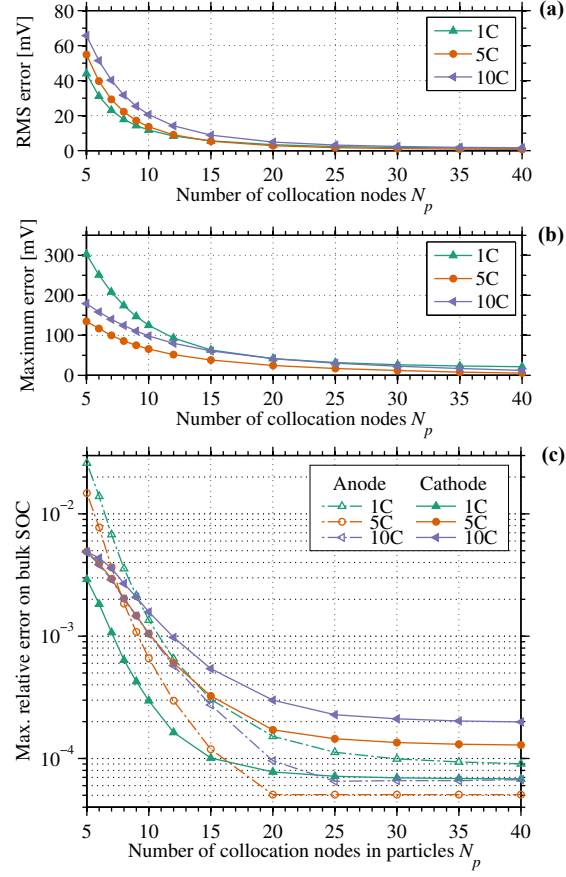 (a)
RMS error [mV]
80
60
40
20
0
1C
5C
10C
5 10 15 20 25 30 35 40
Number of collocation nodes N_p
(b)
Maximum error [mV]
300
200
100
0
1C
5C
10C
5 10 15 20 25 30 35 40
Number of collocation nodes N_p
(c)
Max. relative error on bulk SOC
10^-2
10^-3
10^-4
Anode Cathode
1C 1C
5C 5C
10C 10C
5 10 15 20 25 30 35 40
Number of collocation nodes in particles N_p